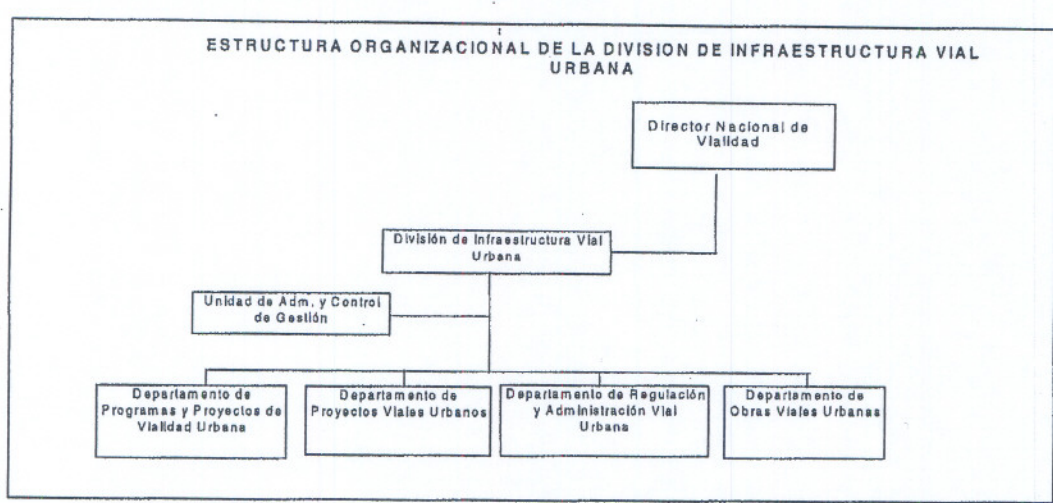 ESTRUCTURA ORGANIZACIONAL DE LA DIVISION DE INFRAESTRUCTURA VIAL
URBANA
Director Nacional de
Vialidad
División de Infraestructura Vial
Urbana
Unidad de Adm. y Control
de Gestión
Departamento de
Programas y Proyectos de
Vialidad Urbana
Departamento de
Proyectos Viales Urbanos
Departamento de Regulación
y Administración Vial
Urbana
Departamento de
Obras Viales Urbanas